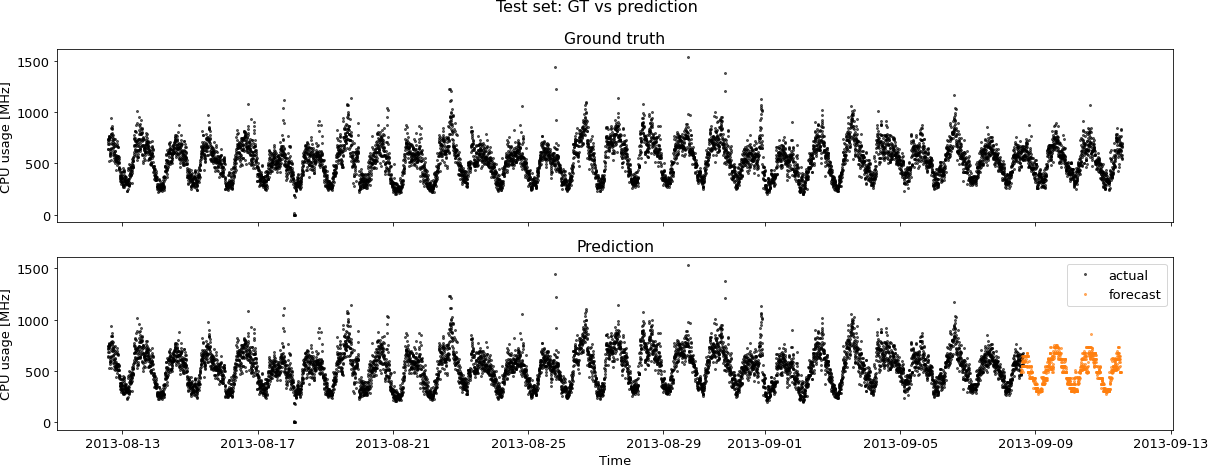 Test set: GT vs prediction
Ground truth
1500
1000
500
0
CPU usage [MHz]
Prediction
1500
1000
500
0
CPU usage [MHz]
actual
forecast
2013-08-13 2013-08-17 2013-08-21 2013-08-25 2013-08-29 2013-09-01 2013-09-05 2013-09-09 2013-09-13
Time